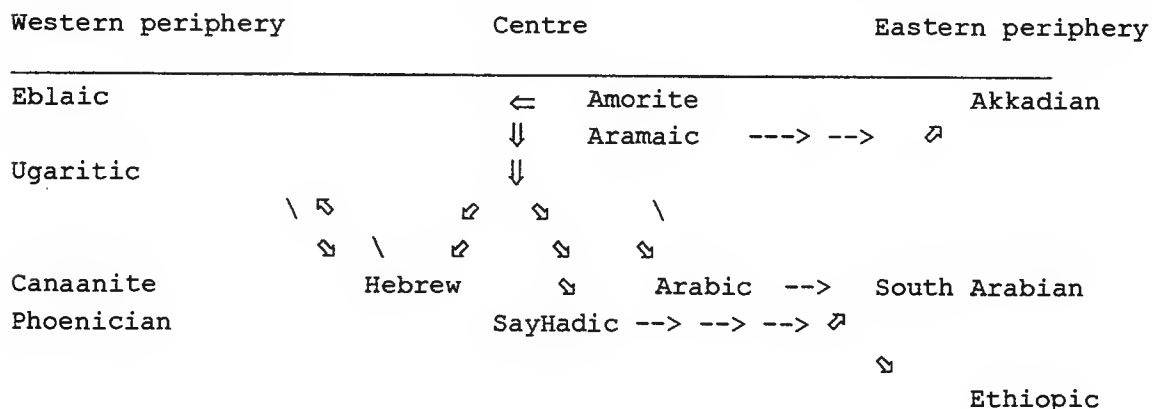 Western periphery Centre Eastern periphery
Eblaic ⇐ Amorite Akkadian
⇓ Aramaic ---> --> ⬀
Ugaritic ⇓
\ ⬁ ⬃ ⬂ \
⬂ \ ⬃ ⬂ ⬂
Canaanite Hebrew ⬂ Arabic --> South Arabian
Phoenician SayHadic --> --> --> ⬀
⬂
Ethiopic